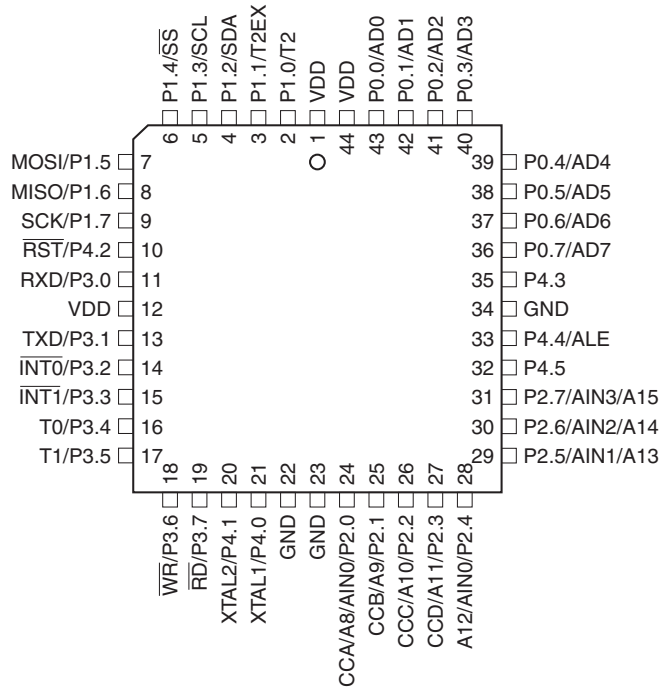 P1.4/S̅S̅
P1.3/SCL
P1.2/SDA
P1.1/T2EX
P1.0/T2
VDD
VDD
P0.0/AD0
P0.1/AD1
P0.2/AD2
P0.3/AD3
6 5 4 3 2 1 44 43 42 41 40
MOSI/P1.5 7
MISO/P1.6 8
SCK/P1.7 9
R̅S̅T̅/P4.2 10
RXD/P3.0 11
VDD 12
TXD/P3.1 13
I̅N̅T̅0̅/P3.2 14
I̅N̅T̅1̅/P3.3 15
T0/P3.4 16
T1/P3.5 17
39 P0.4/AD4
38 P0.5/AD5
37 P0.6/AD6
36 P0.7/AD7
35 P4.3
34 GND
33 P4.4/ALE
32 P4.5
31 P2.7/AIN3/A15
30 P2.6/AIN2/A14
29 P2.5/AIN1/A13
18 19 20 21 22 23 24 25 26 27 28
W̅R̅/P3.6
R̅D̅/P3.7
XTAL2/P4.1
XTAL1/P4.0
GND
GND
CCA/A8/AIN0/P2.0
CCB/A9/P2.1
CCC/A10/P2.2
CCD/A11/P2.3
A12/AIN0/P2.4